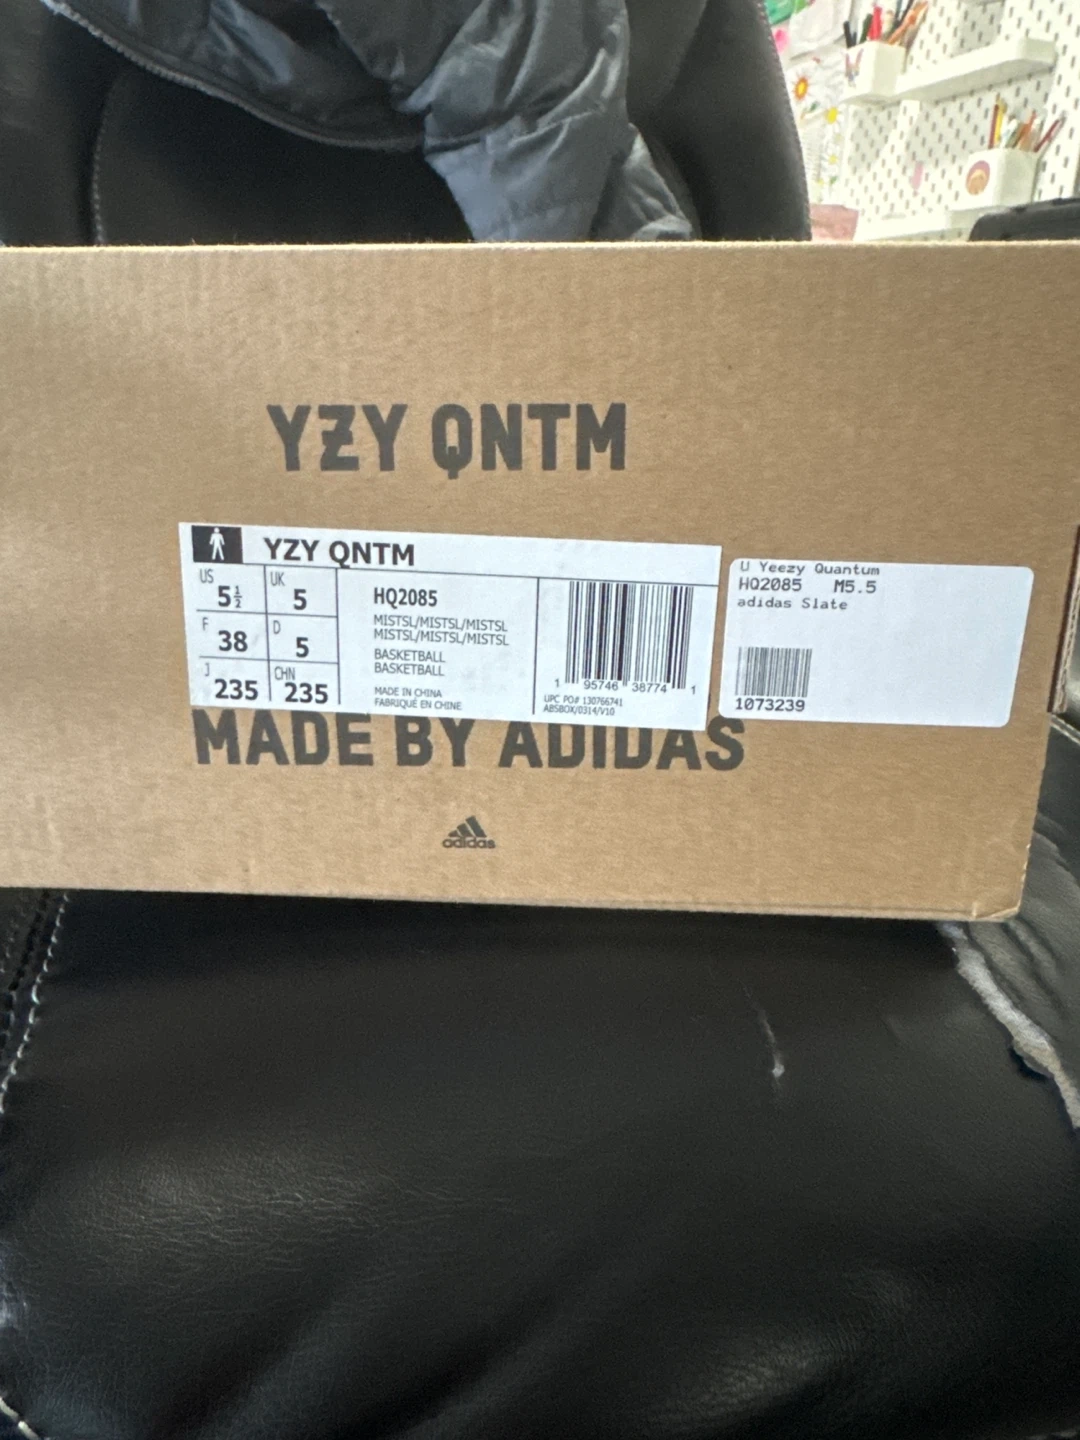 YZY QNTM
YZY QNTM
US 5½ UK 5
F 38 D 5
J 235 CHN 235
HQ2085
MISTSL/MISTSL/MISTSL
MISTSL/MISTSL/MISTSL
BASKETBALL
BASKETBALL
MADE IN CHINA
FABRIQUÉ EN CHINE
1 95746 38774 1
UPC PO# 130766741
ABSBOX/0314/V10
U Yeezy Quantum
HQ2085 M5.5
adidas Slate
1073239
MADE BY ADIDAS
adidas